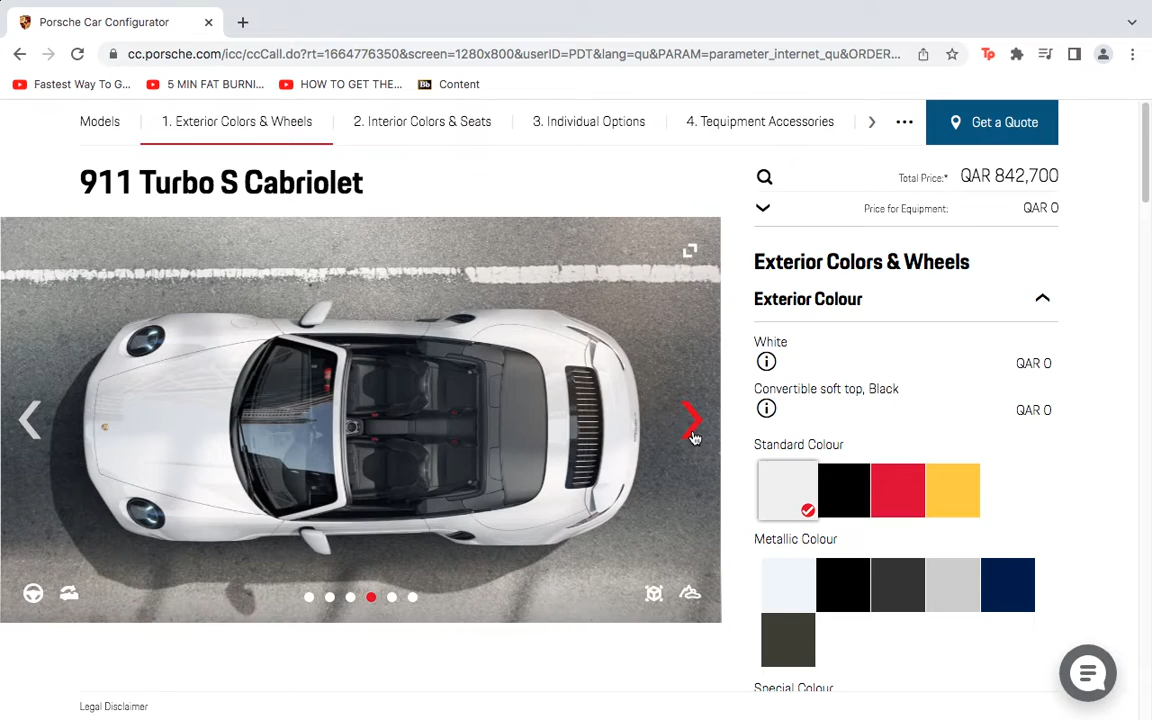 Porsche Car Configurator
cc.porsche.com/icc/ccCall.do?rt=1664776350&screen=1280x800&userID=PDT&lang=qu&PARAM=parameter_internet_qu&ORDER...
Fastest Way To G...
5 MIN FAT BURNI...
HOW TO GET THE...
Bb Content
Models
1. Exterior Colors & Wheels
2. Interior Colors & Seats
3. Individual Options
4. Tequipment Accessories
Get a Quote
911 Turbo S Cabriolet
Total Price:* QAR 842,700
Price for Equipment: QAR 0
Exterior Colors & Wheels
Exterior Colour
White
QAR 0
Convertible soft top, Black
QAR 0
Standard Colour
Metallic Colour
Special Colour
Legal Disclaimer